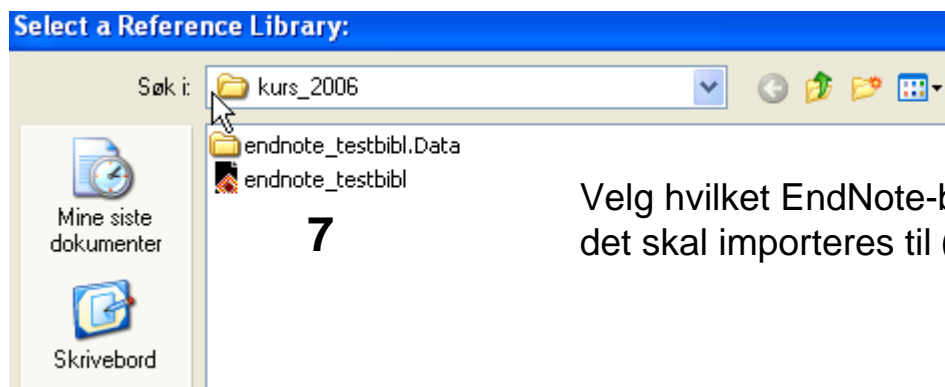 Select a Reference Library:
Søk i:
kurs_2006
endnote_testbibl.Data
endnote_testbibl
Mine siste
dokumenter
7
Velg hvilket EndNote-b
det skal importeres til (
Skrivebord